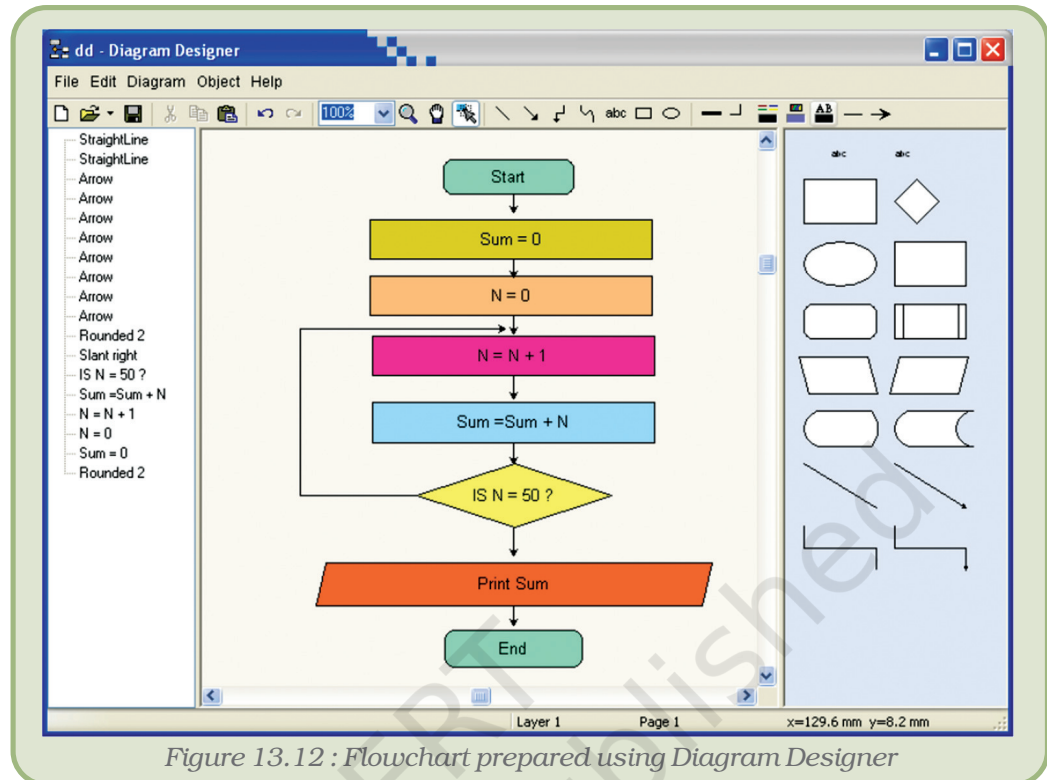 dd - Diagram Designer
File Edit Diagram Object Help
100%
abc
AB
StraightLine
StraightLine
Arrow
Arrow
Arrow
Arrow
Arrow
Arrow
Arrow
Arrow
Rounded 2
Slant right
IS N = 50 ?
Sum =Sum + N
N = N + 1
N = 0
Sum = 0
Rounded 2
Start
Sum = 0
N = 0
N = N + 1
Sum =Sum + N
IS N = 50 ?
Print Sum
End
abc abc
Layer 1 Page 1 x=129.6 mm y=8.2 mm
Figure 13.12 : Flowchart prepared using Diagram Designer